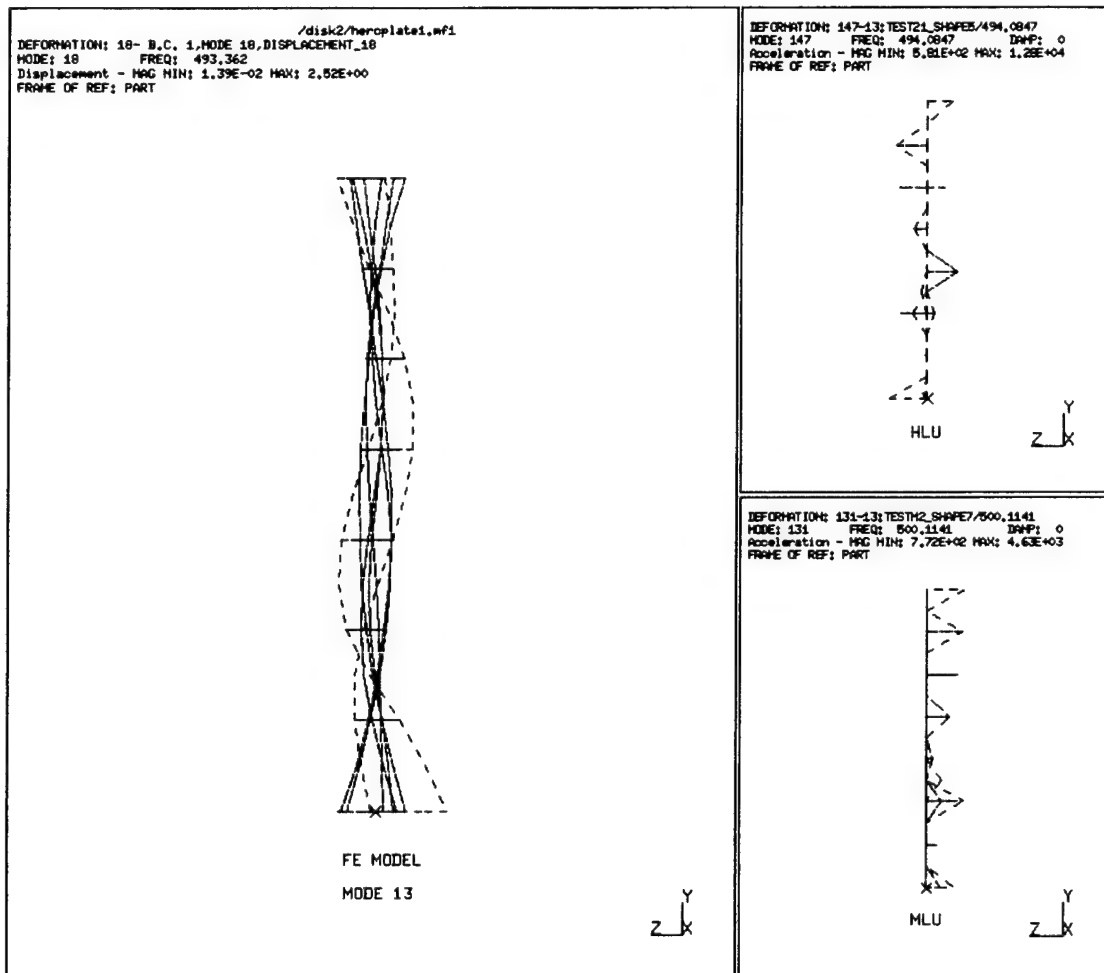 /disk2/hercplate1.mf1
DEFORMATION: 18- B.C. 1,MODE 18,DISPLACEMENT_18
MODE: 18 FREQ: 493.362
Displacement - MAG MIN: 1.39E-02 MAX: 2.52E+00
FRAME OF REF: PART
FE MODEL
MODE 13
Y
Z X
DEFORMATION: 147-13:TEST21_SHAPE5/494.0847
MODE: 147 FREQ: 494.0847 DAMP: 0
Acceleration - MAG MIN: 5.81E+02 MAX: 1.28E+04
FRAME OF REF: PART
HLU
Y
Z X
DEFORMATION: 131-13:TESTM2_SHAPE7/500.1141
MODE: 131 FREQ: 500.1141 DAMP: 0
Acceleration - MAG MIN: 7.72E+02 MAX: 4.63E+03
FRAME OF REF: PART
MLU
Y
Z X